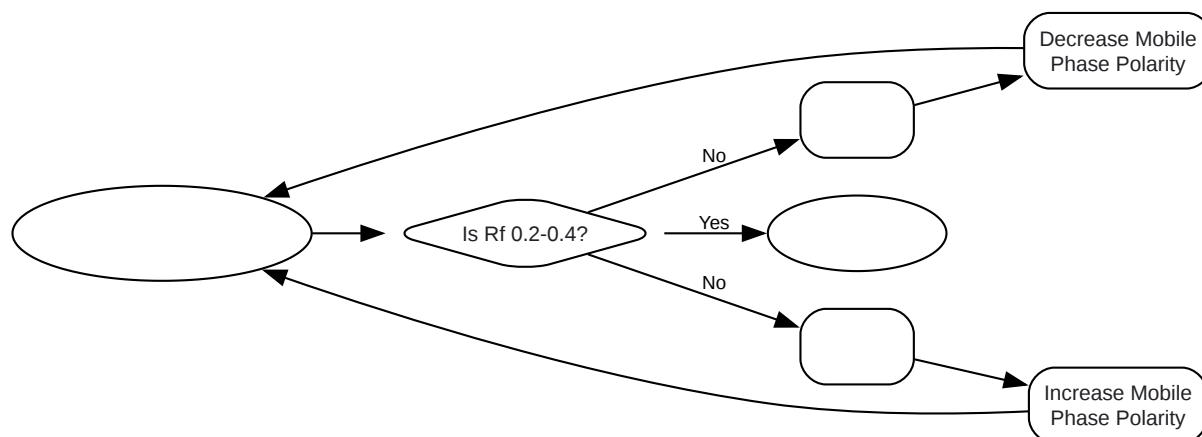 Decrease Mobile
Phase Polarity
No
Is Rf 0.2-0.4?
Yes
No
Increase Mobile
Phase Polarity